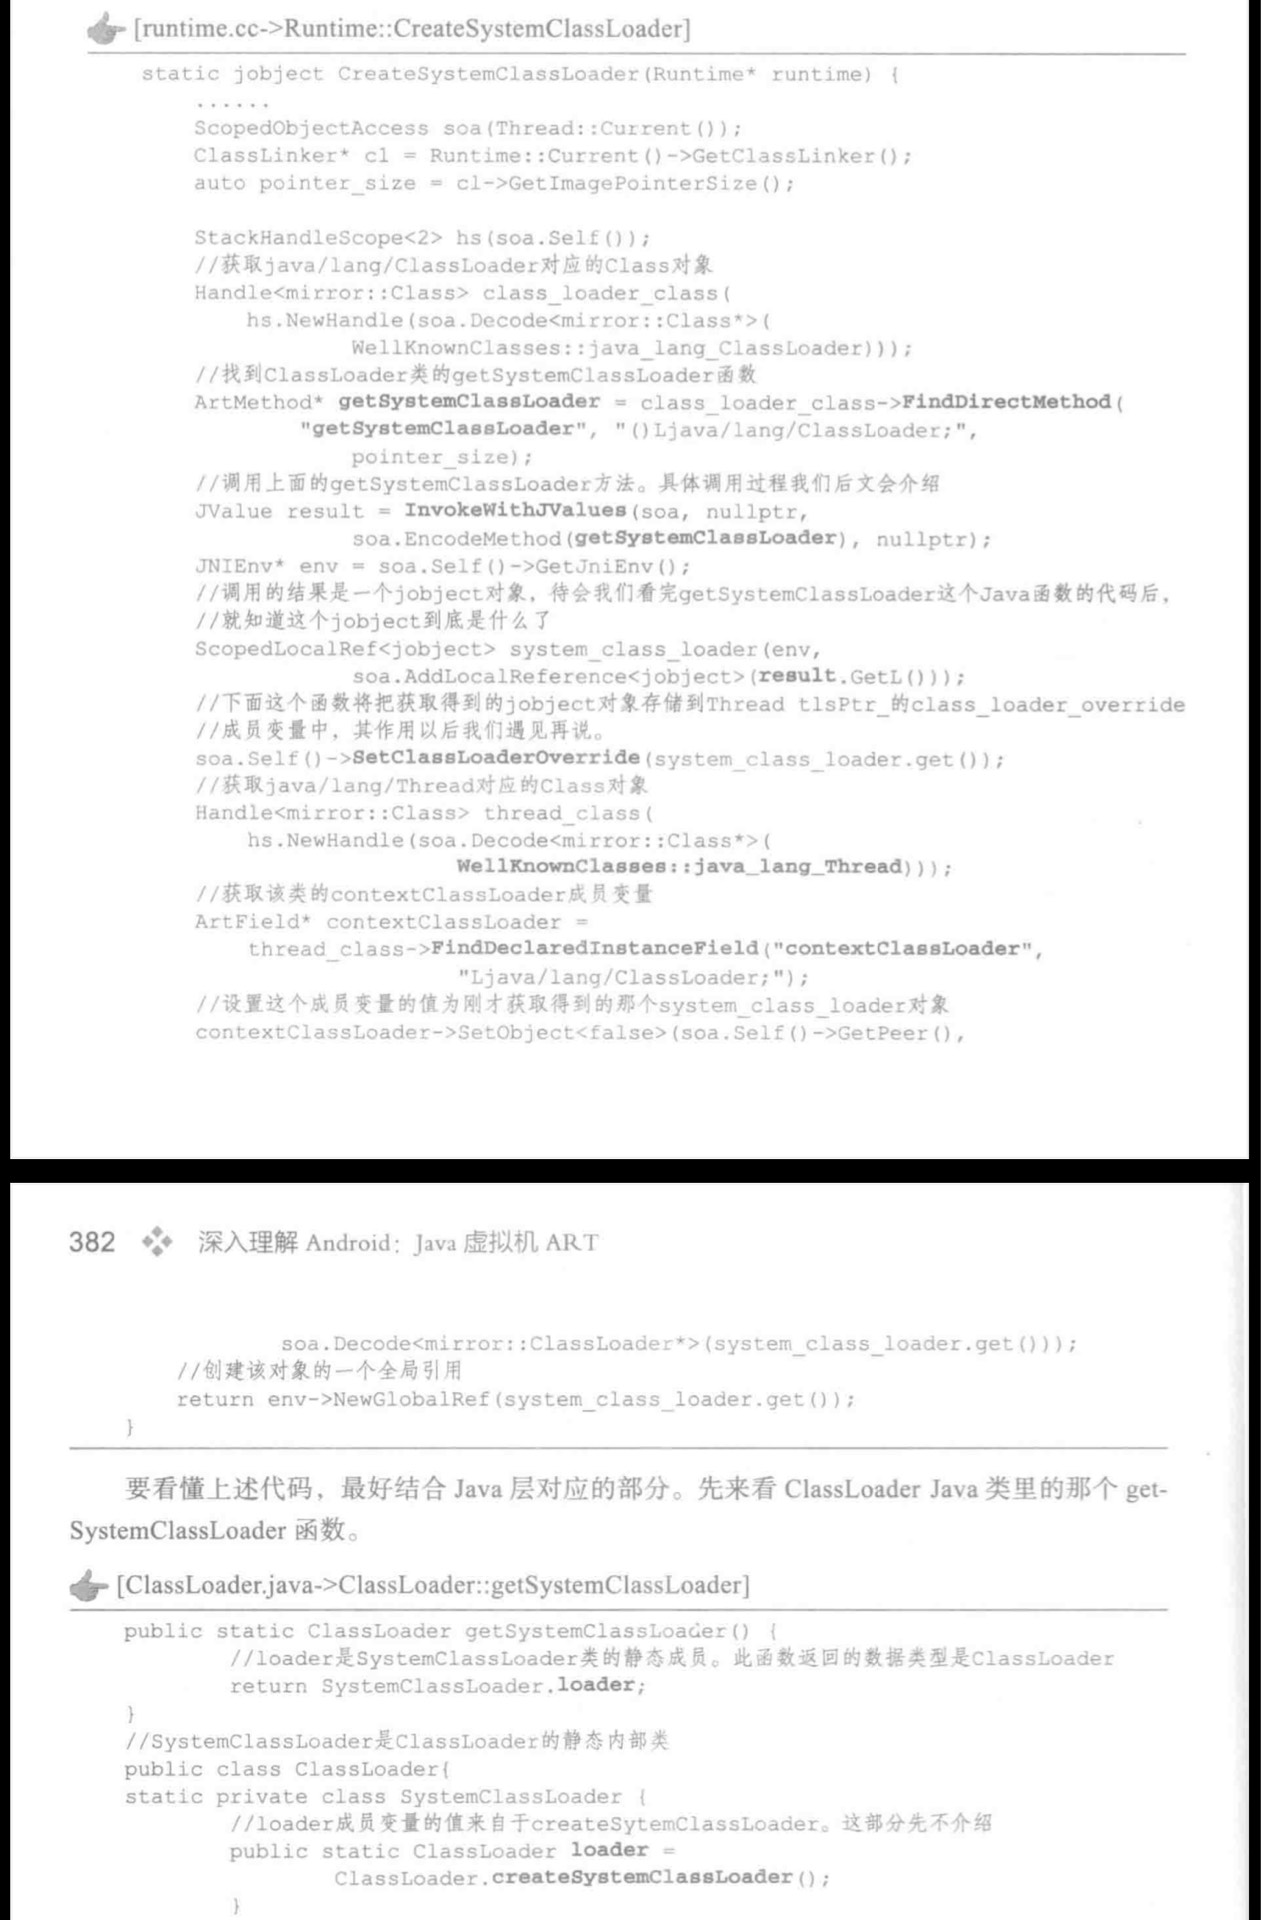 [runtime.cc->Runtime::CreateSystemClassLoader]
static jobject CreateSystemClassLoader(Runtime* runtime) {
......
ScopedObjectAccess soa(Thread::Current());
ClassLinker* cl = Runtime::Current()->GetClassLinker();
auto pointer_size = cl->GetImagePointerSize();
StackHandleScope<2> hs(soa.Self());
//获取java/lang/ClassLoader对应的Class对象
Handle<mirror::Class> class_loader_class(
hs.NewHandle(soa.Decode<mirror::Class*>(
WellKnownClasses::java_lang_ClassLoader)));
//找到ClassLoader类的getSystemClassLoader函数
ArtMethod* getSystemClassLoader = class_loader_class->FindDirectMethod(
"getSystemClassLoader", "()Ljava/lang/ClassLoader;",
pointer_size);
//调用上面的getSystemClassLoader方法。具体调用过程我们后文会介绍
JValue result = InvokeWithJValues(soa, nullptr,
soa.EncodeMethod(getSystemClassLoader), nullptr);
JNIEnv* env = soa.Self()->GetJniEnv();
//调用的结果是一个jobject对象，待会我们看完getSystemClassLoader这个Java函数的代码后，
//就知道这个jobject到底是什么了
ScopedLocalRef<jobject> system_class_loader(env,
soa.AddLocalReference<jobject>(result.GetL()));
//下面这个函数将把获取得到的jobject对象存储到Thread tlsPtr_的class_loader_override
//成员变量中，其作用以后我们遇见再说。
soa.Self()->SetClassLoaderOverride(system_class_loader.get());
//获取java/lang/Thread对应的Class对象
Handle<mirror::Class> thread_class(
hs.NewHandle(soa.Decode<mirror::Class*>(
WellKnownClasses::java_lang_Thread)));
//获取该类的contextClassLoader成员变量
ArtField* contextClassLoader =
thread_class->FindDeclaredInstanceField("contextClassLoader",
"Ljava/lang/ClassLoader;");
//设置这个成员变量的值为刚才获取得到的那个system_class_loader对象
contextClassLoader->SetObject<false>(soa.Self()->GetPeer(),
382 深入理解 Android：Java 虚拟机 ART
soa.Decode<mirror::ClassLoader*>(system_class_loader.get()));
//创建该对象的一个全局引用
return env->NewGlobalRef(system_class_loader.get());
}
要看懂上述代码，最好结合 Java 层对应的部分。先来看 ClassLoader Java 类里的那个 get-
SystemClassLoader 函数。
[ClassLoader.java->ClassLoader::getSystemClassLoader]
public static ClassLoader getSystemClassLoader() {
//loader是SystemClassLoader类的静态成员。此函数返回的数据类型是ClassLoader
return SystemClassLoader.loader;
}
//SystemClassLoader是ClassLoader的静态内部类
public class ClassLoader{
static private class SystemClassLoader {
//loader成员变量的值来自于createSytemClassLoader。这部分先不介绍
public static ClassLoader loader =
ClassLoader.createSystemClassLoader();
}